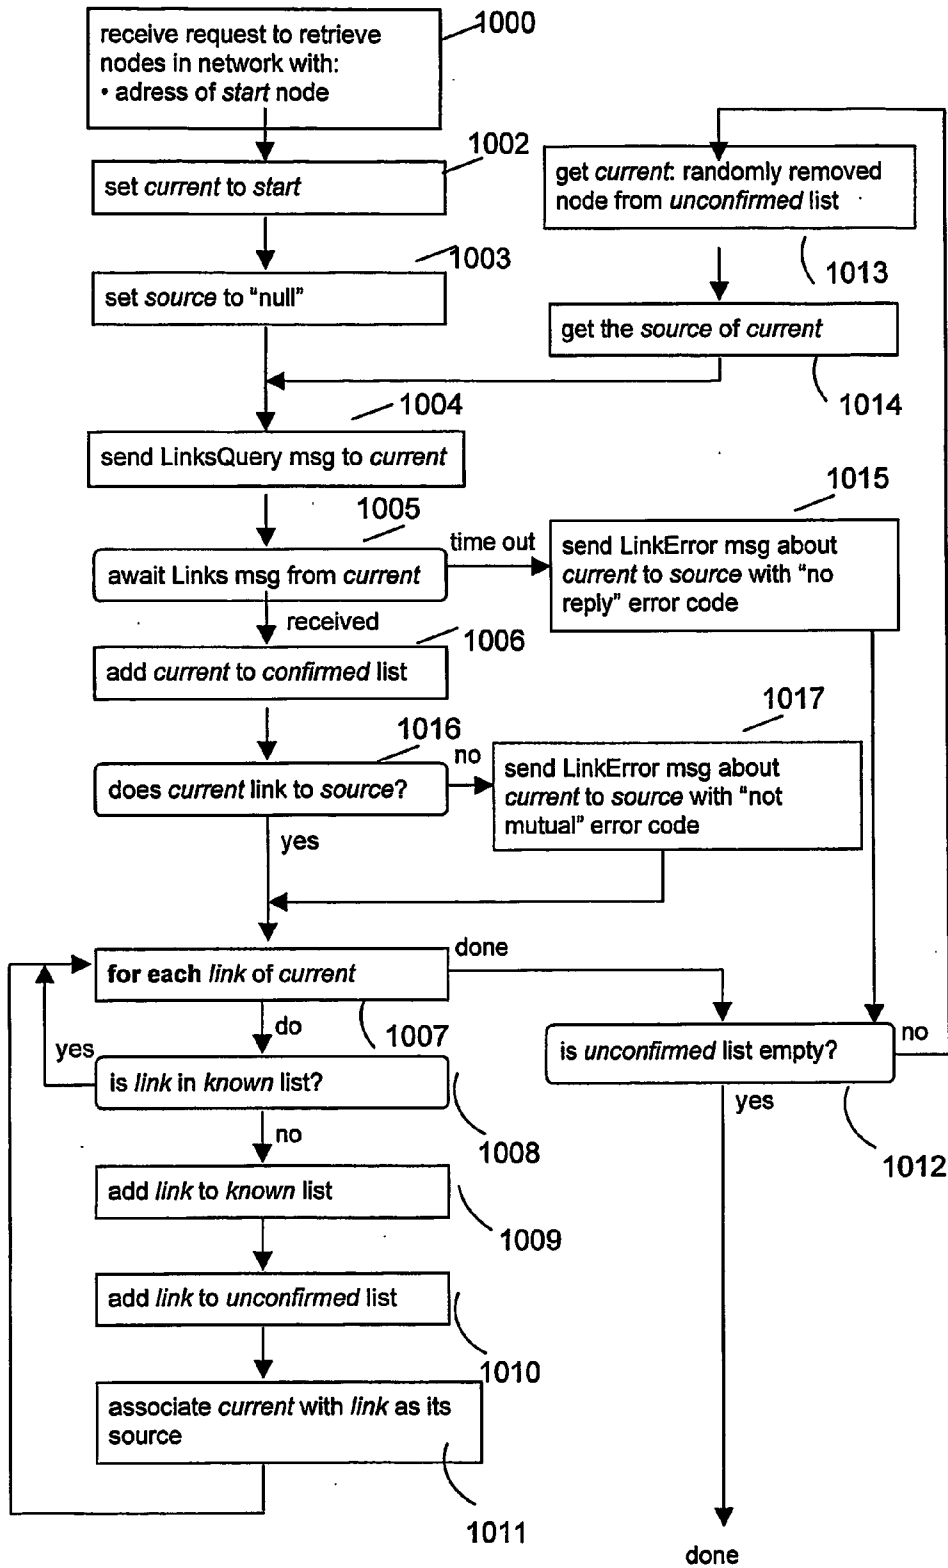 receive request to retrieve
nodes in network with:
• adress of start node
1000
1002
set current to start
1003
set source to "null"
get current: randomly removed
node from unconfirmed list
1013
get the source of current
1014
1004
send LinksQuery msg to current
1005
await Links msg from current
time out
received
1015
send LinkError msg about
current to source with "no
reply" error code
1006
add current to confirmed list
1016
does current link to source?
no
yes
1017
send LinkError msg about
current to source with "not
mutual" error code
for each link of current
done
do
1007
yes
is link in known list?
no
1008
is unconfirmed list empty?
no
yes
1012
add link to known list
1009
add link to unconfirmed list
1010
associate current with link as its
source
1011
done